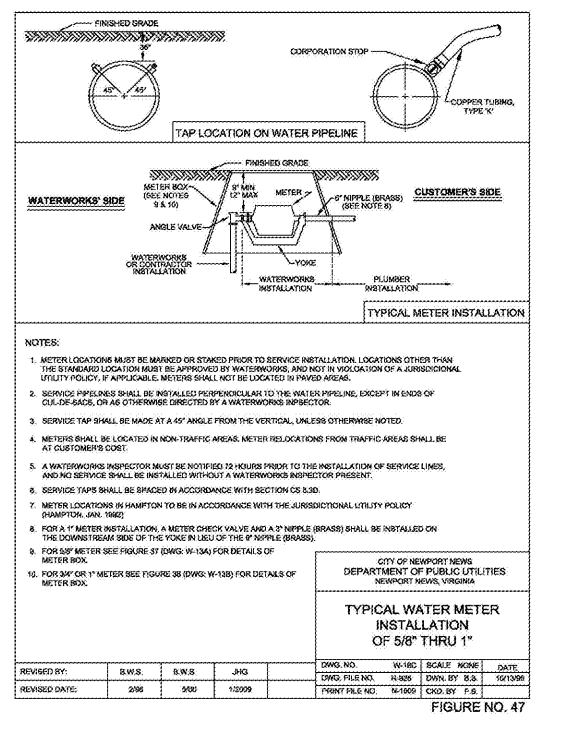 FINISHED GRADE
36"
45° 45°
CORPORATION STOP
COPPER TUBING,
TYPE 'K'
TAP LOCATION ON WATER PIPELINE
FINISHED GRADE
WATERWORKS' SIDE
METER BOX
(SEE NOTES
9 & 10)
9" MIN
12" MAX
METER
CUSTOMER'S SIDE
NIPPLE (BRASS)
(SEE NOTE 8)
ANGLE VALVE
WATERWORKS
OR CONTRACTOR
INSTALLATION
YOKE
WATERWORKS
INSTALLATION
PLUMBER
INSTALLATION
TYPICAL METER INSTALLATION
NOTES:
1. METER LOCATIONS MUST BE MARKED OR STAKED PRIOR TO SERVICE INSTALLATION. LOCATIONS OTHER THAN
THE STANDARD LOCATION MUST BE APPROVED BY WATERWORKS, AND NOT IN VIOLATION OF A JURISDICIONAL
UTILITY POLICY, IF APPLICABLE. METERS SHALL NOT BE LOCATED IN PAVED AREAS.
2. SERVICE PIPELINES SHALL BE INSTALLED PERPENDICULAR TO THE WATER PIPELINE, EXCEPT IN ENDS OF
CUL-DE-SACS, OR AS OTHERWISE DIRECTED BY A WATERWORKS INPSECTOR.
3. SERVICE TAP SHALL BE MADE AT A 45° ANGLE FROM THE VERTICAL, UNLESS OTHERWISE NOTED.
4. METERS SHALL BE LOCATED IN NON-TRAFFIC AREAS. METER RELOCATIONS FROM TRAFFIC AREAS SHALL BE
AT CUSTOMER'S COST.
5. A WATERWORKS INSPECTOR MUST BE NOTIFIED 72 HOURS PRIOR TO THE INSTALLATION OF SERVICE LINES,
AND NO SERVICE SHALL BE INSTALLED WITHOUT A WATERWORKS INSPECTOR PRESENT.
6. SERVICE TAPS SHALL BE SPACED IN ACCORDANCE WITH SECTION CS
7. METER LOCATIONS IN HAMPTON TO BE IN ACCORDANCE WITH THE JURISDICTIONAL UTILITY POLICY
(HAMPTON, JAN. 1992)
8. FOR A 1" METER INSTALLATION, A METER CHECK VALVE AND A 3" NIPPLE (BRASS) SHALL BE INSTALLED ON
THE DOWNSTREAM SIDE OF THE YOKE IN LIEU OF THE 9" NIPPLE (BRASS).
9. FOR 5/8" METER SEE FIGURE 37 (DWG: W-13A) FOR DETAILS OF
METER BOX.
10. FOR 3/4" OR 1" METER SEE FIGURE 38 (DWG: W-13B) FOR DETAILS OF
METER BOX.
CITY OF NEWPORT NEWS
DEPARTMENT OF PUBLIC UTILITIES
NEWPORT NEWS, VIRGINIA
TYPICAL WATER METER
INSTALLATION
OF 5/8" THRU 1"
REVISED BY: B.W.S. B.W.S. JHG
REVISED DATE: 1/2009
DWG. NO. SCALE NONE DATE
DWG. FILE NO. DWN. BY
PRINT FILE NO. N-1009 CKD. BY
FIGURE NO. 47